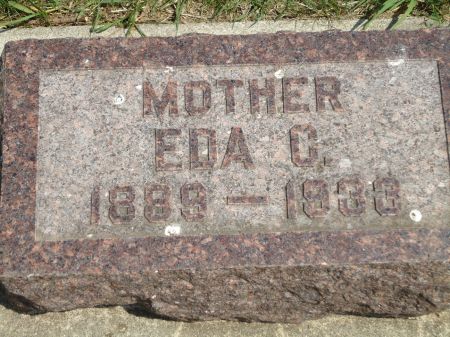 MOTHER
EDA C.
1889 – 1933